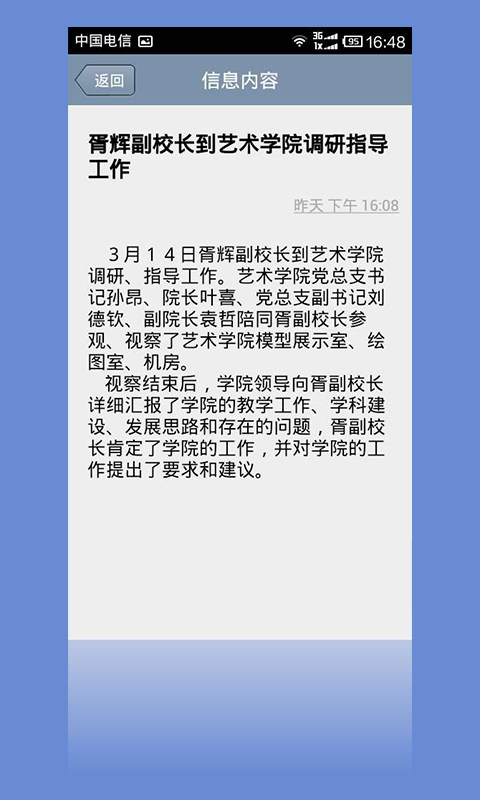 中国电信 3G 1x 95 16:48
返回 信息内容
胥辉副校长到艺术学院调研指导
工作
昨天 下午 16:08
３月１４日胥辉副校长到艺术学院
调研、指导工作。艺术学院党总支书
记孙昂、院长叶喜、党总支副书记刘
德钦、副院长袁哲陪同胥副校长参
观、视察了艺术学院模型展示室、绘
图室、机房。
视察结束后，学院领导向胥副校长
详细汇报了学院的教学工作、学科建
设、发展思路和存在的问题，胥副校
长肯定了学院的工作，并对学院的工
作提出了要求和建议。